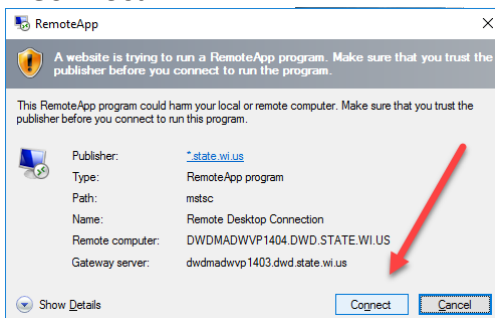 RemoteApp
A website is trying to run a RemoteApp program. Make sure that you trust the
publisher before you connect to run the program.
This RemoteApp program could harm your local or remote computer. Make sure that you trust the
publisher before you connect to run this program.
Publisher: *.state.wi.us
Type: RemoteApp program
Path: mstsc
Name: Remote Desktop Connection
Remote computer: DWDMADWVP1404.DWD.STATE.WI.US
Gateway server: dwdmadwvp1403.dwd.state.wi.us
Show Details Connect Cancel